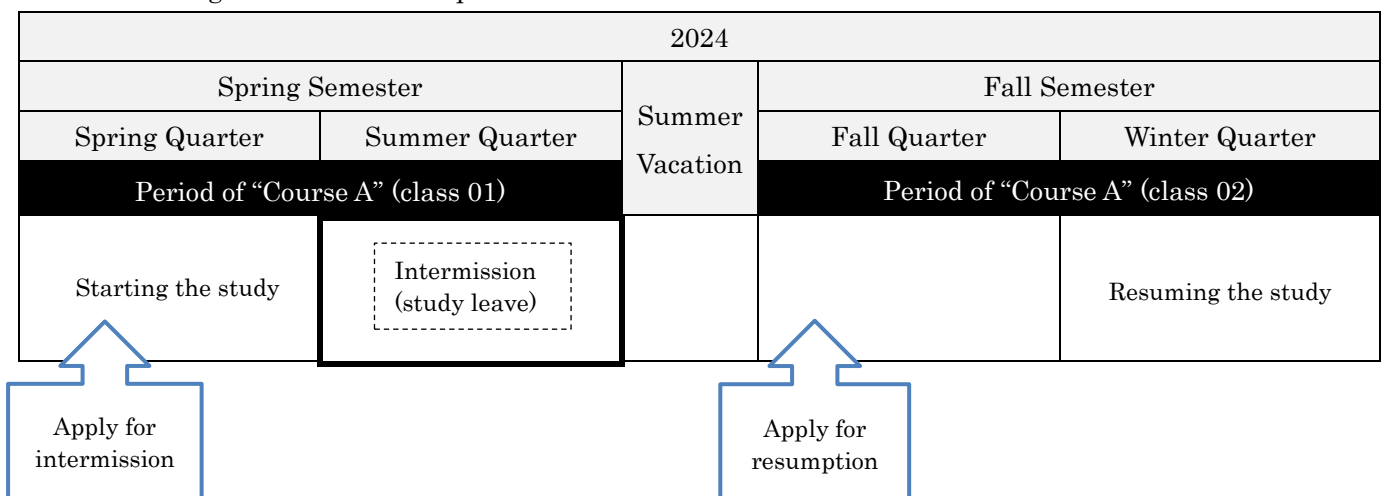 2024
Spring Semester
Summer
Vacation
Fall Semester
Spring Quarter
Summer Quarter
Fall Quarter
Winter Quarter
Period of “Course A” (class 01)
Period of “Course A” (class 02)
Starting the study
Intermission
(study leave)
Resuming the study
Apply for
intermission
Apply for
resumption